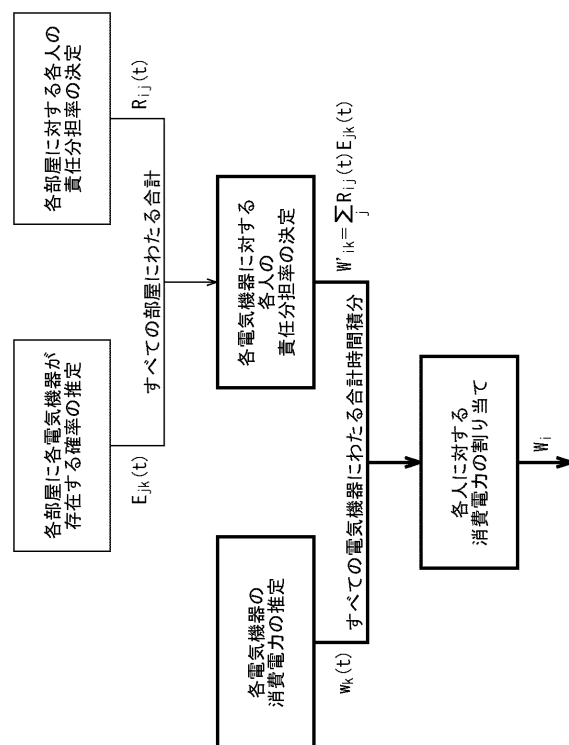 各部屋に対する各人の
責任分担率の決定
Rij(t)
各部屋に各電気機器が
存在する確率の推定
Ejk(t)
すべての部屋にわたる合計
各電気機器に対する
各人の
責任分担率の決定
W'ik=∑j Rij(t)Ejk(t)
各電気機器の
消費電力の推定
wk(t)
すべての電気機器にわたる合計時間積分
各人に対する
消費電力の割り当て
Wi